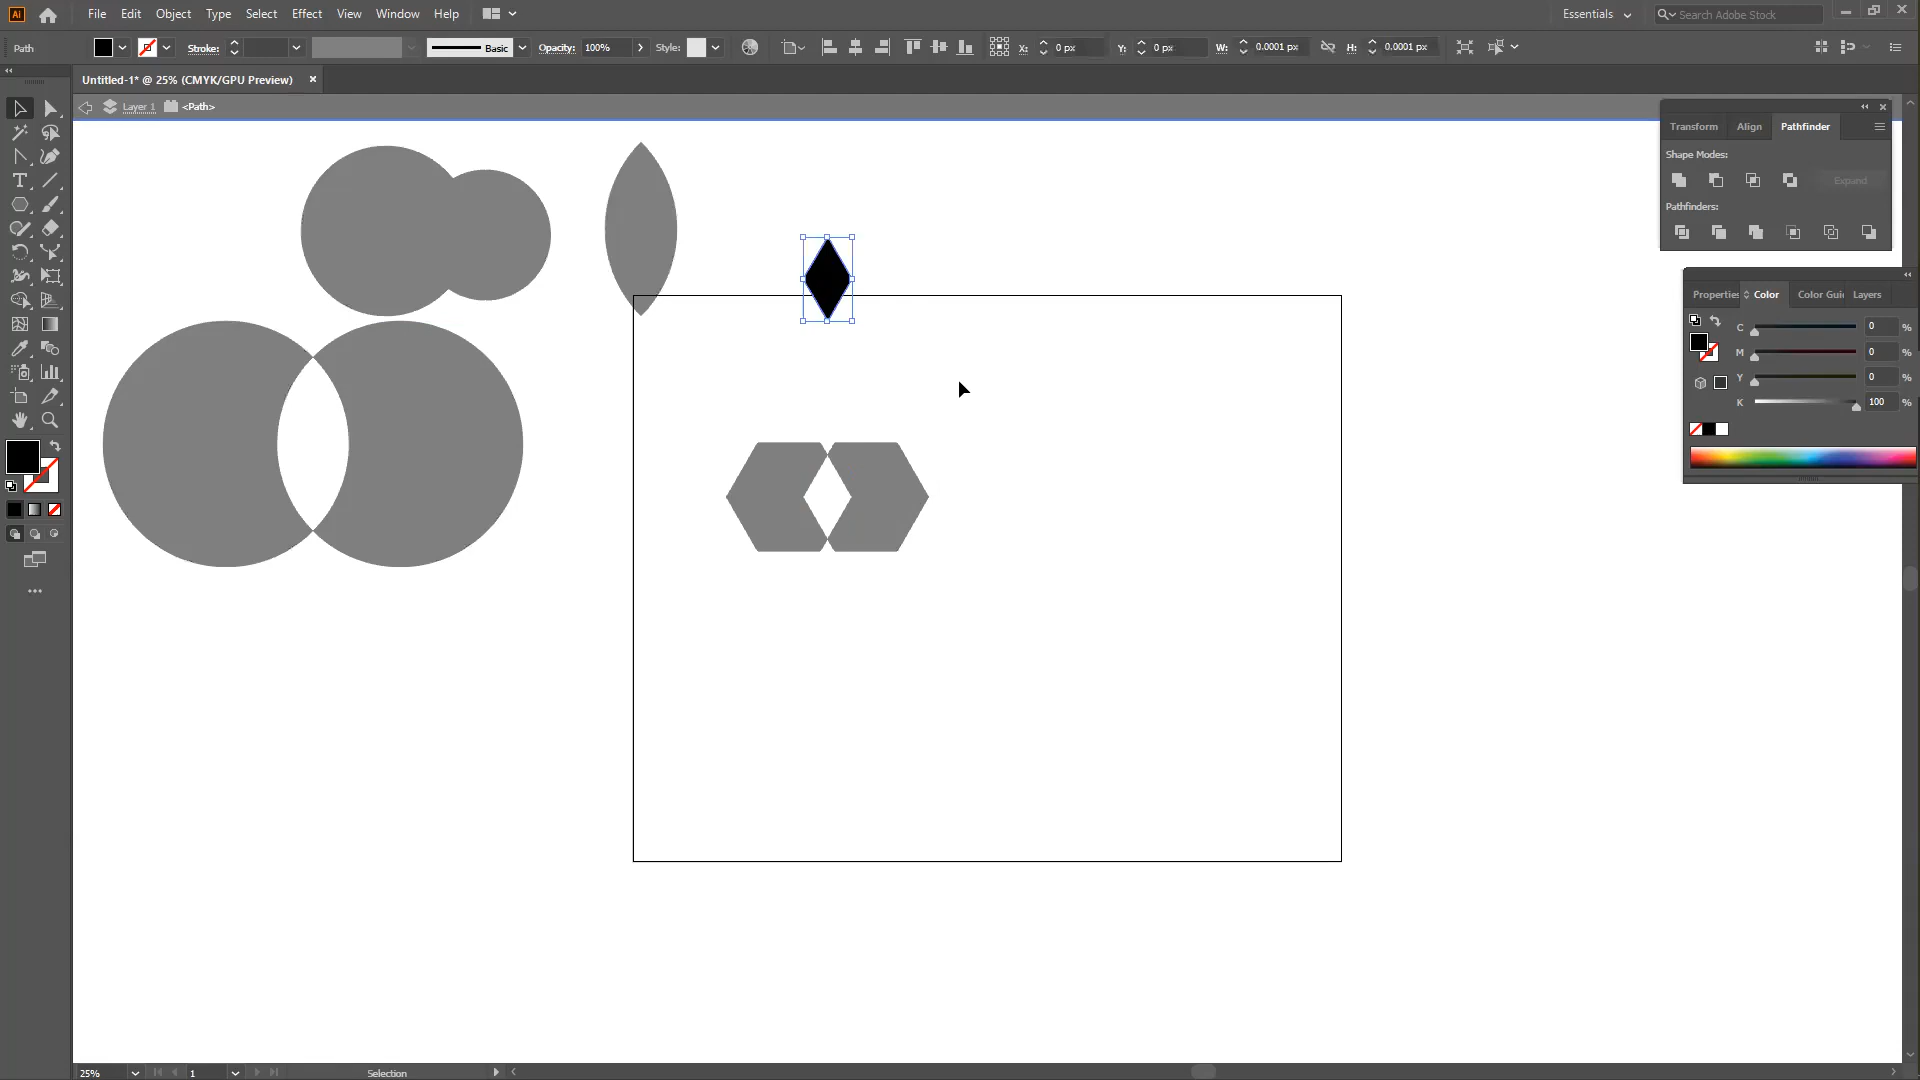 Ai File Edit Object Type Select Effect View Window Help Essentials Search Adobe Stock
Path Stroke: Basic Opacity: 100% Style: X: 0 px Y: 0 px W: 0.0001 px H: 0.0001 px
Untitled-1* @ 25% (CMYK/GPU Preview) ×
Layer 1 <Path>
Transform Align Pathfinder
Shape Modes:
Expand
Pathfinders:
Properties Color Color Gui Layers
C 0 %
M 0 %
Y 0 %
K 100 %
25% 1 Selection